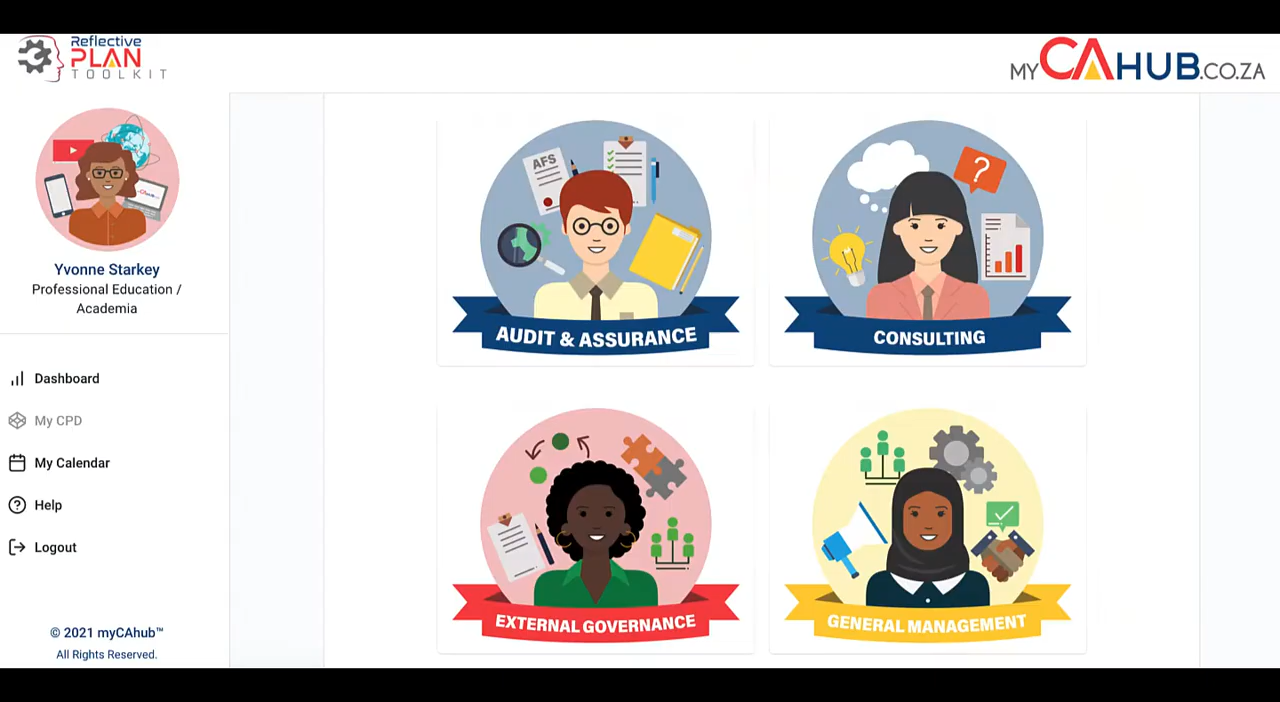 Reflective
PLAN
TOOLKIT
MYCAHUB.CO.ZA
Yvonne Starkey
Professional Education /
Academia
Dashboard
My CPD
My Calendar
Help
Logout
© 2021 myCAhub™
All Rights Reserved.
AFS
?
AUDIT & ASSURANCE
CONSULTING
EXTERNAL GOVERNANCE
GENERAL MANAGEMENT